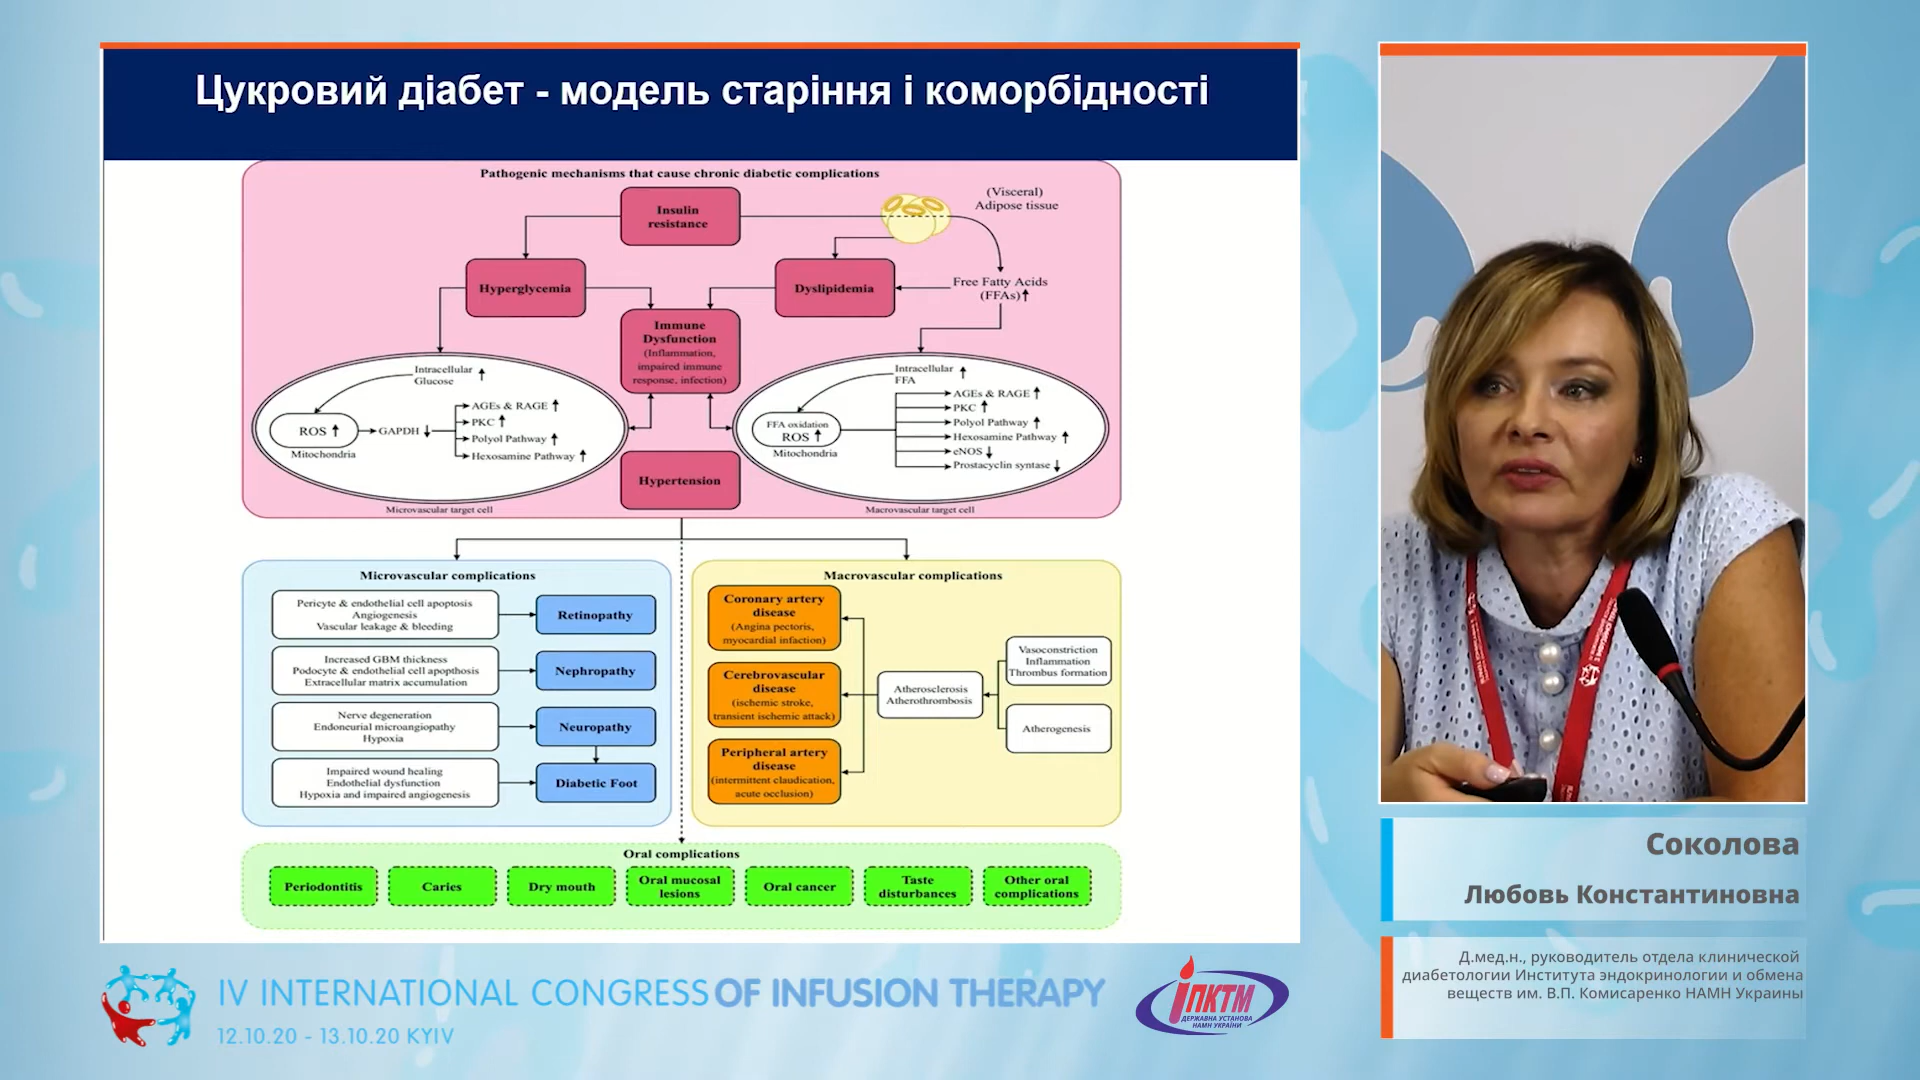 Цукровий діабет - модель старіння і коморбідності
Pathogenic mechanisms that cause chronic diabetic complications
Insulin
resistance
(Visceral)
Adipose tissue
Hyperglycemia
Dyslipidemia
Free Fatty Acids
(FFAs)
Immune
Dysfunction
(Inflammation,
impaired immune
response, infection)
Intracellular
Glucose
ROS
Mitochondria
GAPDH
AGEs & RAGE
PKC
Polyol Pathway
Hexosamine Pathway
Microvascular target cell
Intracellular
FFA
FFA oxidation
ROS
Mitochondria
AGEs & RAGE
PKC
Polyol Pathway
Hexosamine Pathway
eNOS
Prostacyclin syntase
Macrovascular target cell
Hypertension
Microvascular complications
Pericyte & endothelial cell apoptosis
Angiogenesis
Vascular leakage & bleeding
Retinopathy
Increased GBM thickness
Podocyte & endothelial cell apopthosis
Extracellular matrix accumulation
Nephropathy
Nerve degeneration
Endoneurial microangiopathy
Hypoxia
Neuropathy
Impaired wound healing
Endothelial dysfunction
Hypoxia and impaired angiogenesis
Diabetic Foot
Macrovascular complications
Coronary artery
disease
(Angina pectoris,
myocardial infaction)
Cerebrovascular
disease
(ischemic stroke,
transient ischemic attack)
Peripheral artery
disease
(intermittent claudication,
acute occlusion)
Atherosclerosis
Atherothrombosis
Vasoconstriction
Inflammation
Thrombus formation
Atherogenesis
Oral complications
Periodontitis
Caries
Dry mouth
Oral mucosal
lesions
Oral cancer
Taste
disturbances
Other oral
complications
Соколова
Любовь Константиновна
Д.мед.н., руководитель отдела клинической
диабетологии Института эндокринологии и обмена
веществ им. В.П. Комисаренко НАМН Украины
IV INTERNATIONAL CONGRESS OF INFUSION THERAPY
12.10.20 - 13.10.20 KYIV
ІПКТМ
ДЕРЖАВНА УСТАНОВА
НАМН УКРАЇНИ